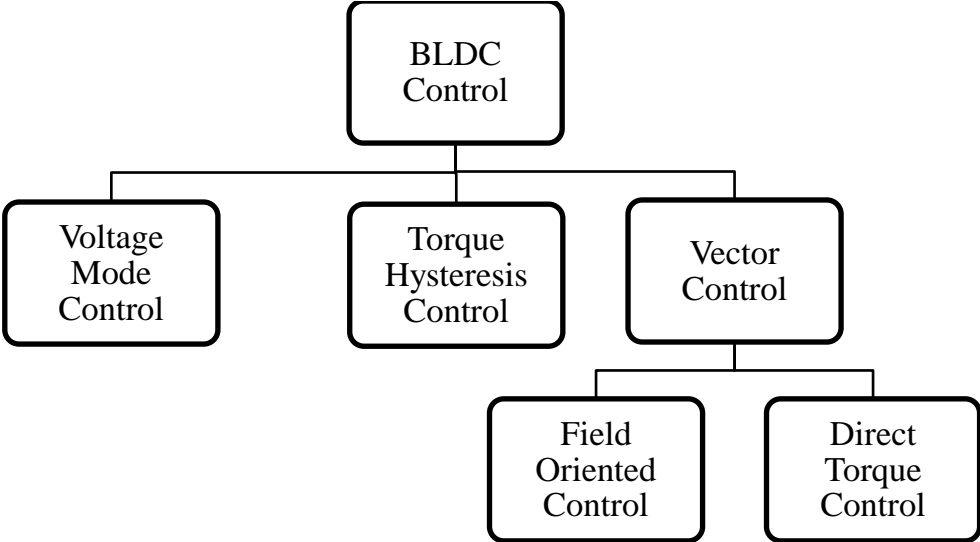 BLDC
Control
Voltage
Mode
Control
Torque
Hysteresis
Control
Vector
Control
Field
Oriented
Control
Direct
Torque
Control